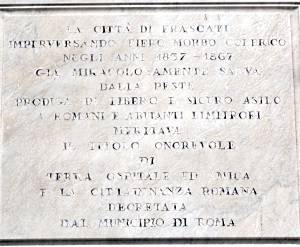 LA CITTÀ DI FRASCATI
IMPERVERSANDO FIERO MORBO COLERICO
NEGLI ANNI 1837-1867
GIÀ MIRACOLOSAMENTE SALVA
DALLA PESTE
PRODIGA DI LIBERO E SICURO ASILO
A ROMANI E ABITANTI LIMITROFI
MERITAVA
IL TITOLO ONOREVOLE
DI
TERRA OSPITALE ED AMICA
E LA CITTADINANZA ROMANA
DECRETATA
DAL MUNICIPIO DI ROMA